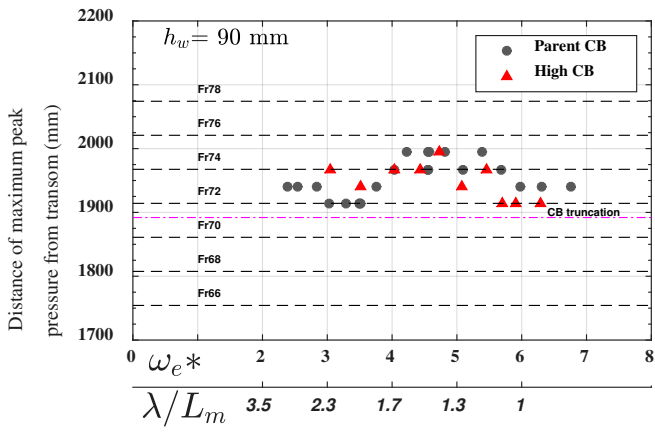 2200
h_w= 90 mm
Parent CB
High CB
2100
Fr78
Fr76
2000
Fr74
Fr72
1900
CB truncation
Fr70
1800
Fr68
Fr66
1700
Distance of maximum peak
pressure from transom (mm)
0 2 3 4 5 6 7 8
ω_e*
λ/L_m 3.5 2.3 1.7 1.3 1